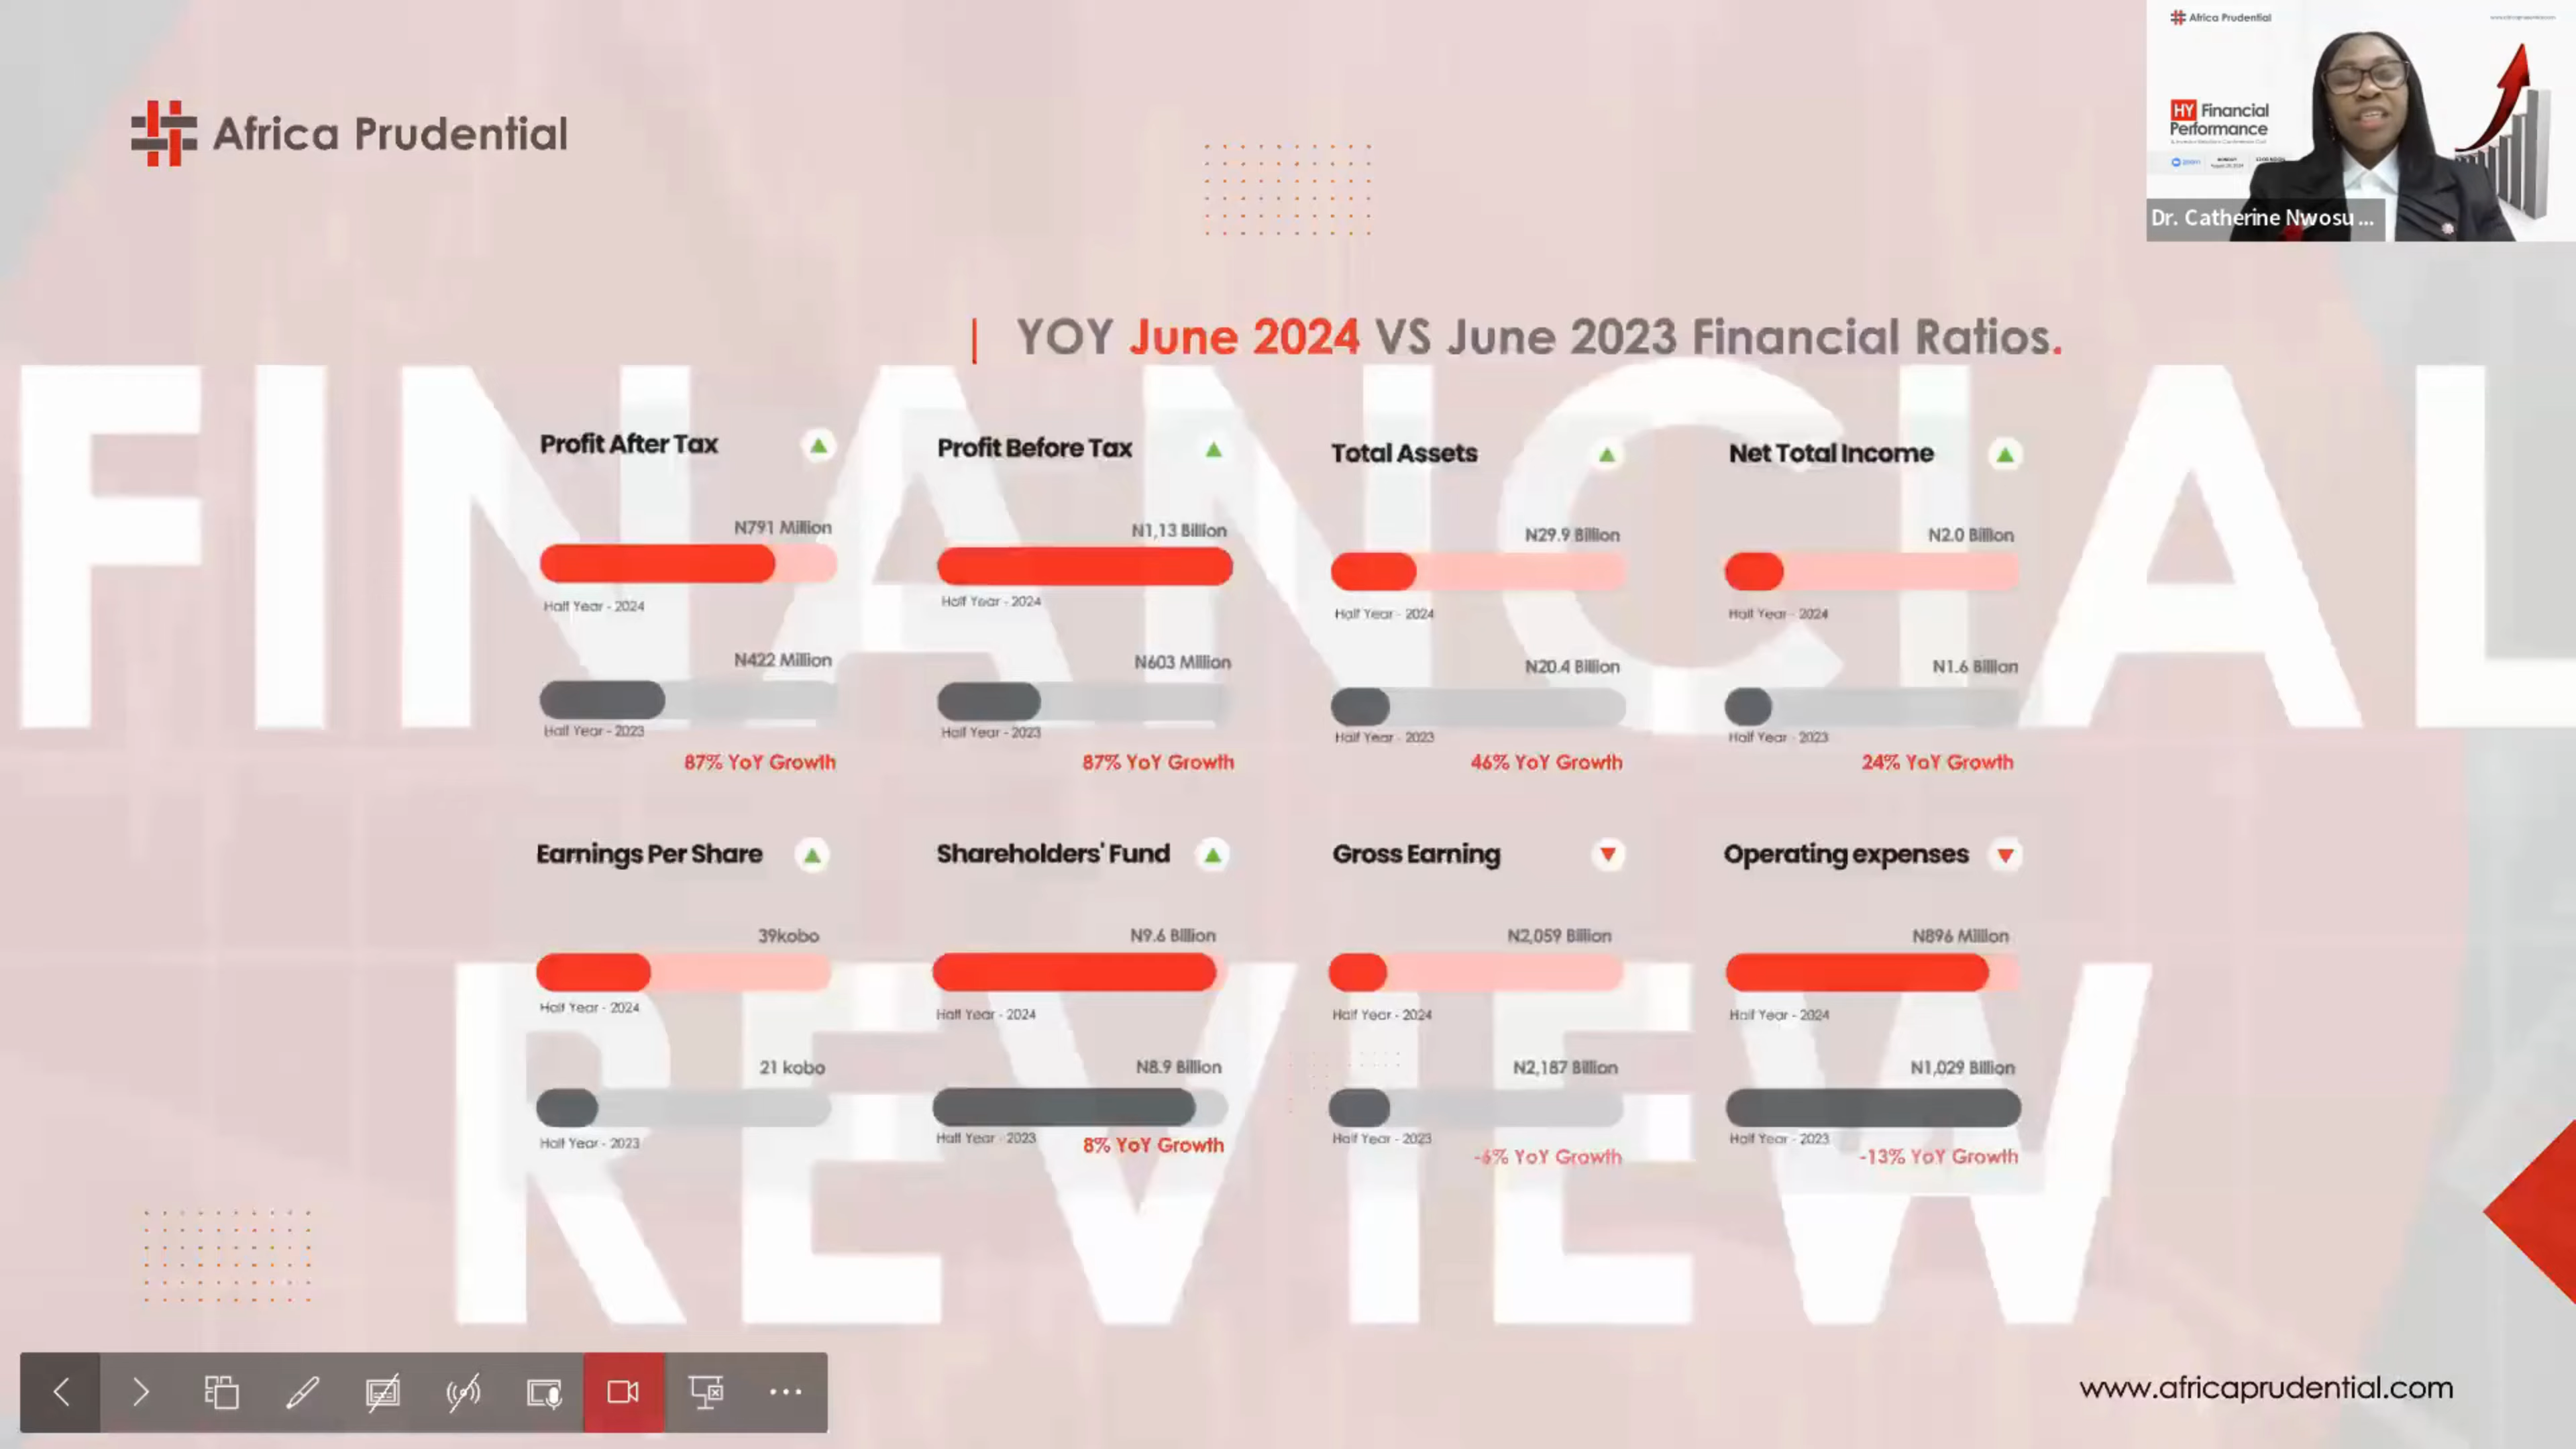 Africa Prudential
Africa Prudential
HY Financial
Performance
Dr. Catherine Nwosu ...
YOY June 2024 VS June 2023 Financial Ratios.
FINANCIAL
REVIEW
Profit After Tax
N791 Million
Half Year - 2024
N422 Million
Half Year - 2023
87% YoY Growth
Profit Before Tax
N1,13 Billion
Half Year - 2024
N603 Million
Half Year - 2023
87% YoY Growth
Total Assets
N29.9 Billion
Half Year - 2024
N20.4 Billion
Half Year - 2023
46% YoY Growth
Net Total Income
N2.0 Billion
Half Year - 2024
N1.6 Billion
Half Year - 2023
24% YoY Growth
Earnings Per Share
39kobo
Half Year - 2024
21 kobo
Half Year - 2023
Shareholders' Fund
N9.6 Billion
Half Year - 2024
N8.9 Billion
Half Year - 2023
8% YoY Growth
Gross Earning
N2,059 Billion
Half Year - 2024
N2,187 Billion
Half Year - 2023
-6% YoY Growth
Operating expenses
N896 Million
Half Year - 2024
N1,029 Billion
Half Year - 2023
-13% YoY Growth
www.africaprudential.com